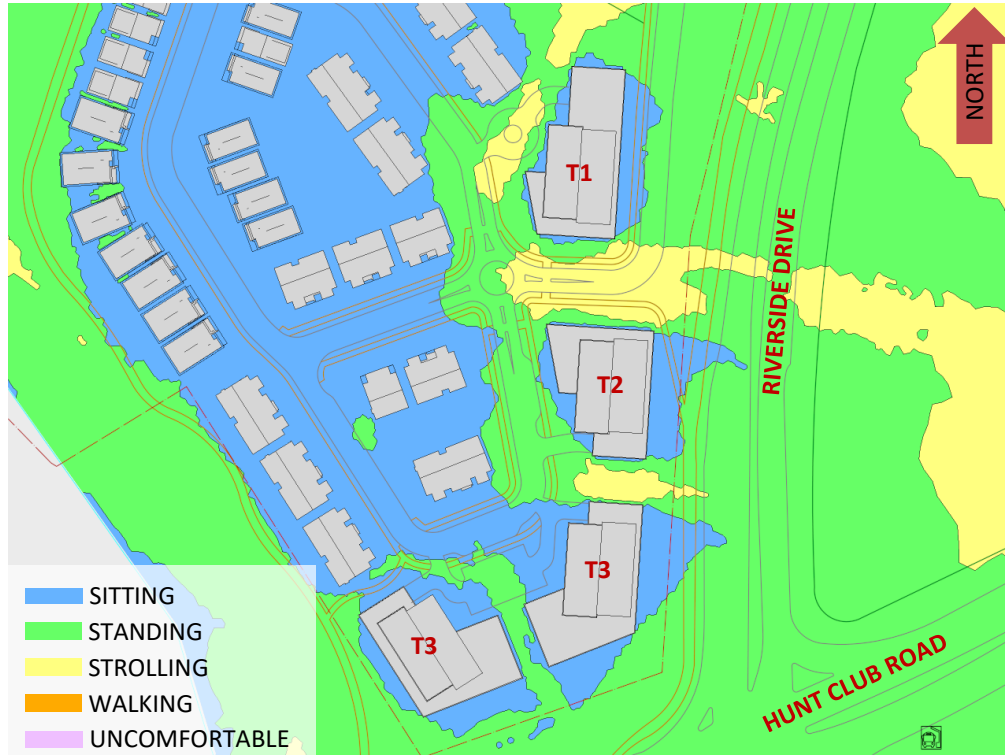 NORTH
T1
RIVERSIDE DRIVE
T2
T3
T3
HUNT CLUB ROAD
SITTING
STANDING
STROLLING
WALKING
UNCOMFORTABLE